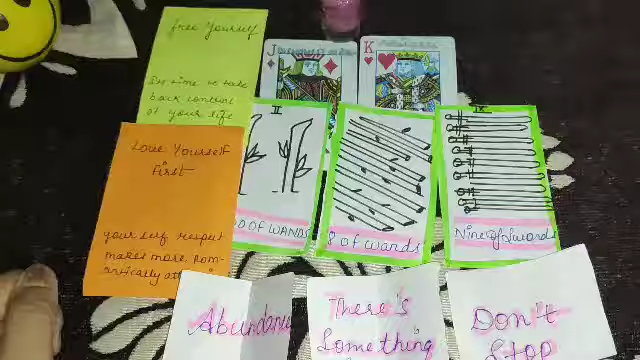 free Yourself
Its time to take
back control
of your life
J
K
Love Yourself
First
your self respect
makes more Rom-
antically att
II
OF WANDS
8 of wands
IX
Nine of Swords
Abundance
There's
Something
Don't
Stop